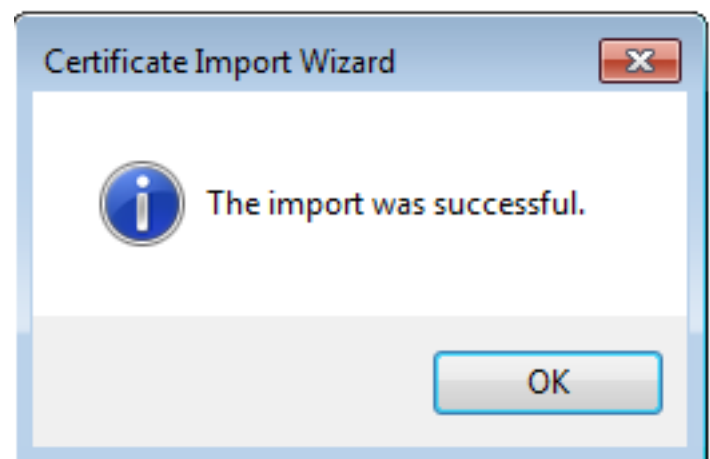 Certificate Import Wizard
The import was successful.
OK